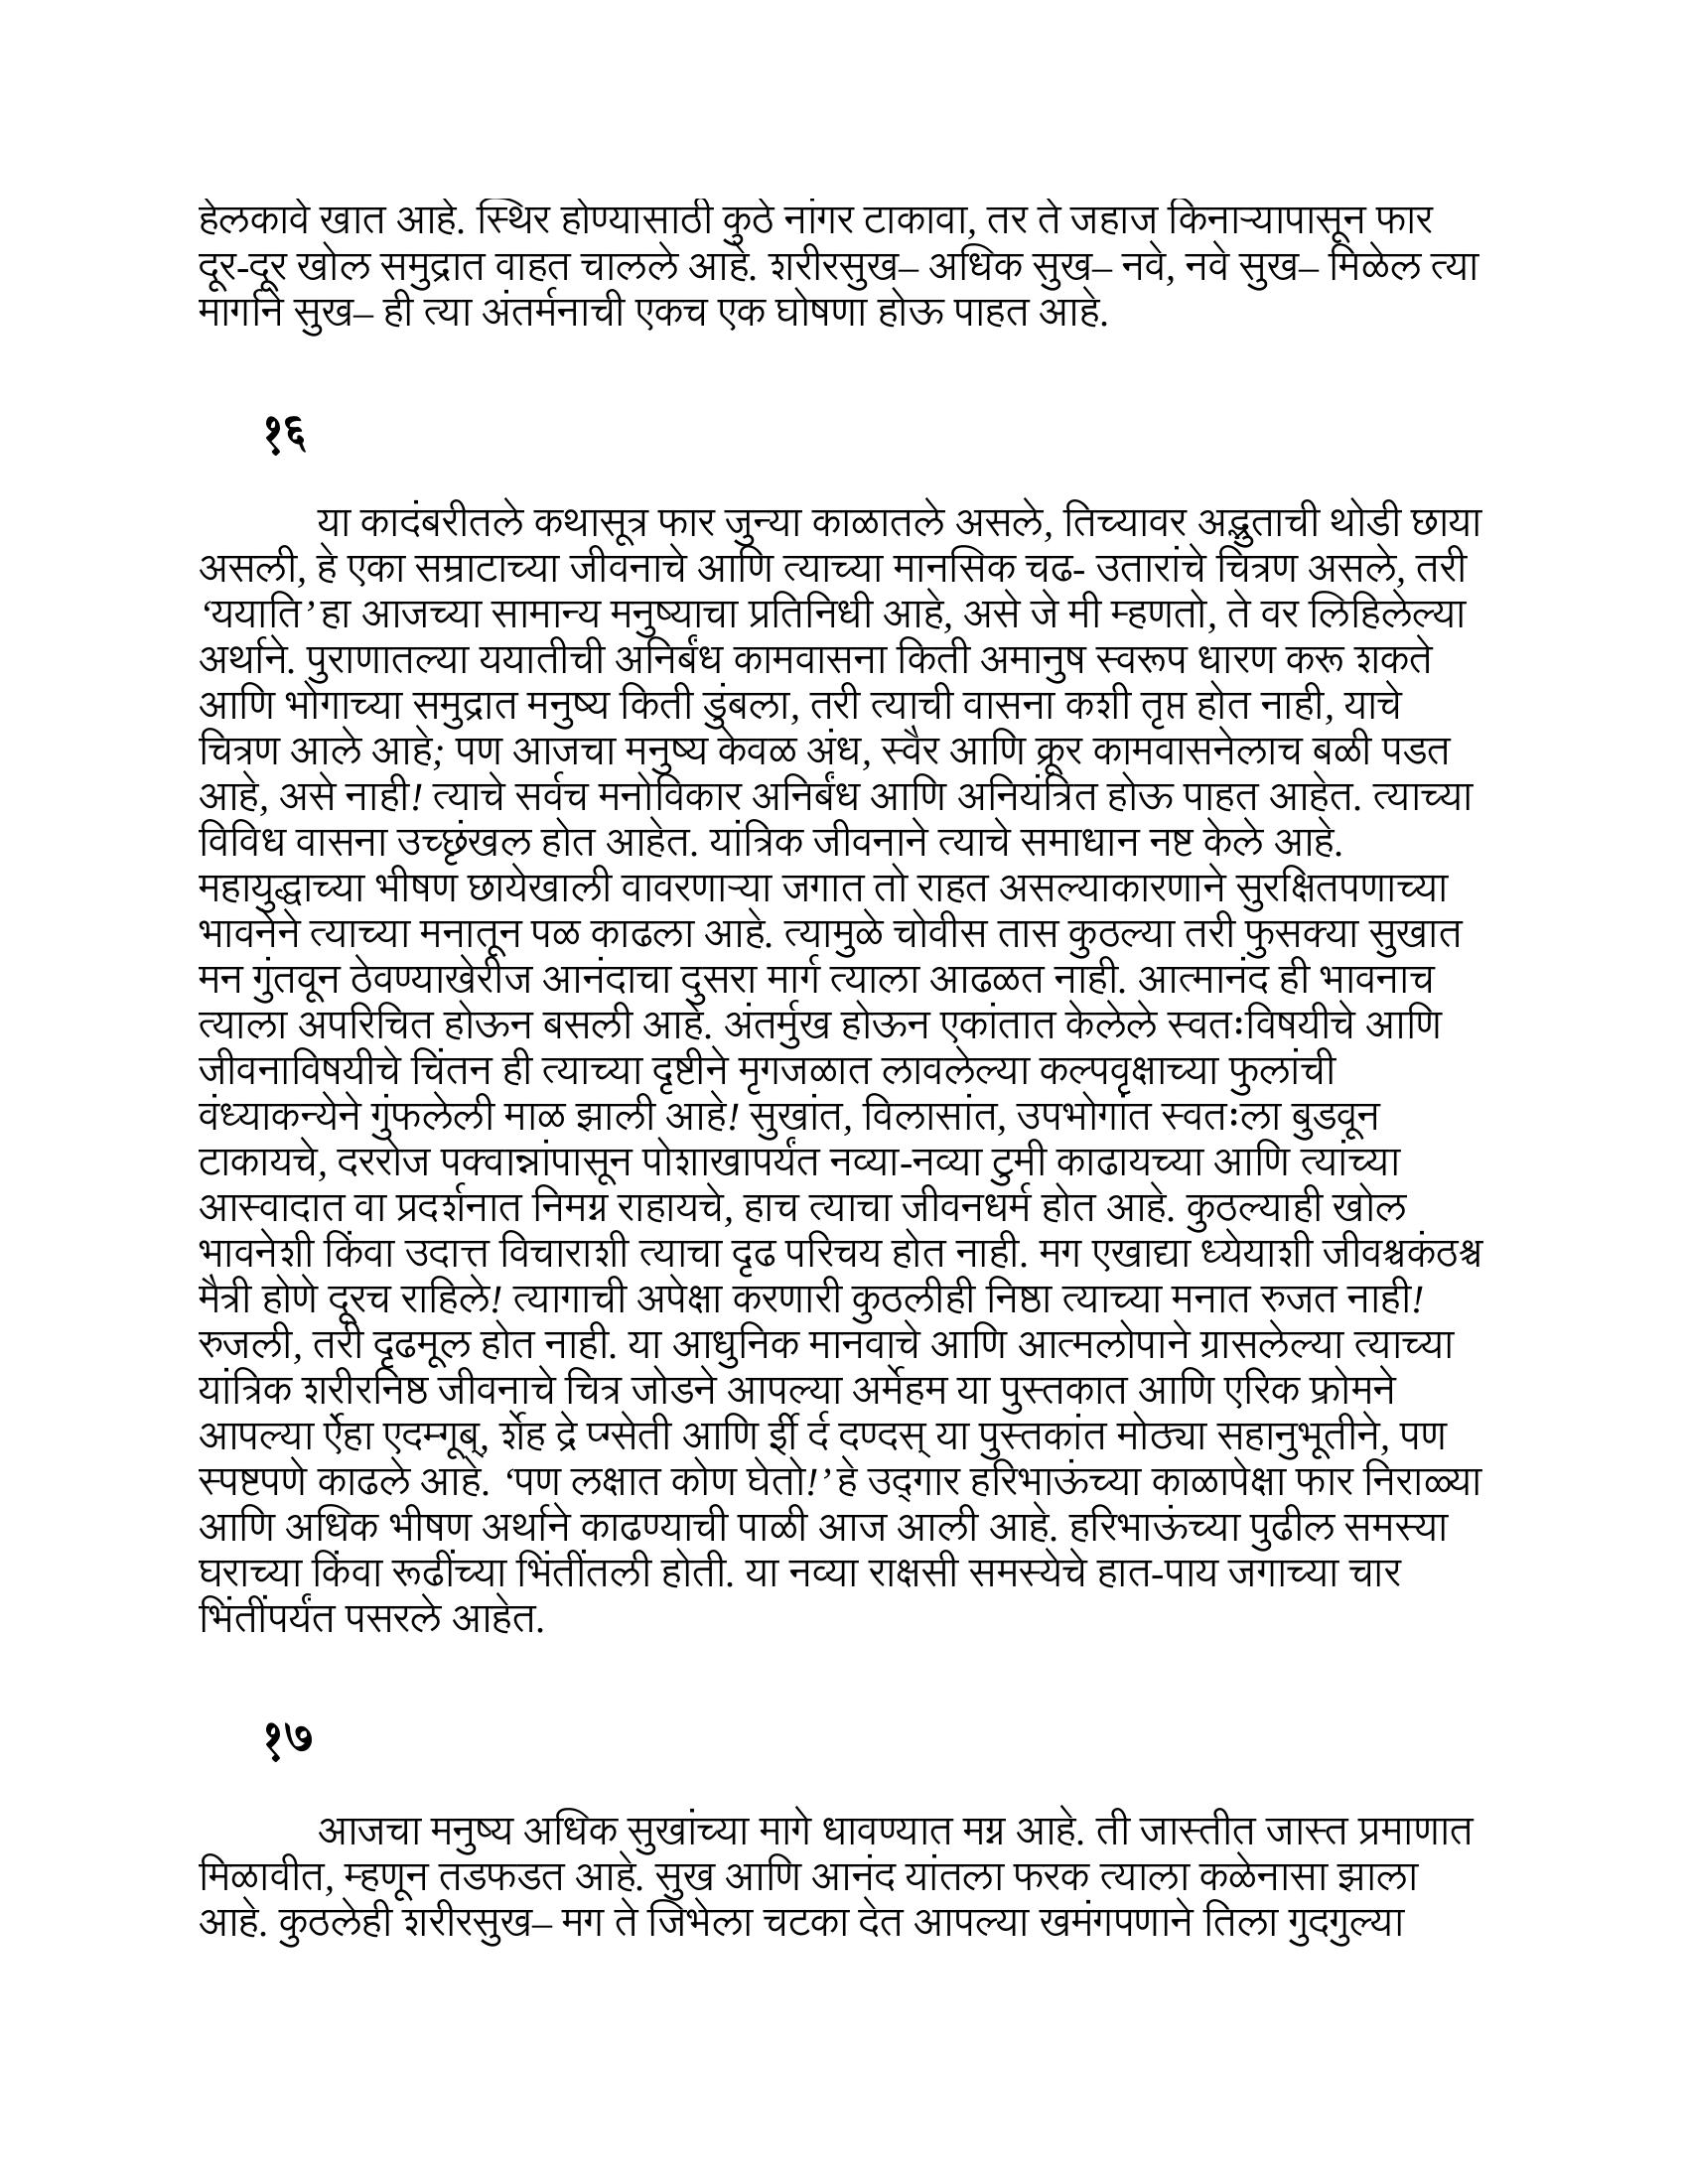 हेलकावे खात आहे. स्थिर होण्यासाठी कुठे नांगर टाकावा, तर ते जहाज किनाऱ्यापासून फार
दूर-दूर खोल समुद्रात वाहत चालले आहे. शरीरसुख– अधिक सुख– नवे, नवे सुख– मिळेल त्या
मार्गाने सुख– ही त्या अंतर्मनाची एकच एक घोषणा होऊ पाहत आहे.
१६
या कादंबरीतले कथासूत्र फार जुन्या काळातले असले, तिच्यावर अद्भुताची थोडी छाया
असली, हे एका सम्राटाच्या जीवनाचे आणि त्याच्या मानसिक चढ- उतारांचे चित्रण असले, तरी
‘ययाति’ हा आजच्या सामान्य मनुष्याचा प्रतिनिधी आहे, असे जे मी म्हणतो, ते वर लिहिलेल्या
अर्थाने. पुराणातल्या ययातीची अनिर्बंध कामवासना किती अमानुष स्वरूप धारण करू शकते
आणि भोगाच्या समुद्रात मनुष्य किती डुंबला, तरी त्याची वासना कशी तृप्त होत नाही, याचे
चित्रण आले आहे; पण आजचा मनुष्य केवळ अंध, स्वैर आणि क्रूर कामवासनेलाच बळी पडत
आहे, असे नाही! त्याचे सर्वच मनोविकार अनिर्बंध आणि अनियंत्रित होऊ पाहत आहेत. त्याच्या
विविध वासना उच्छृंखल होत आहेत. यांत्रिक जीवनाने त्याचे समाधान नष्ट केले आहे.
महायुद्धाच्या भीषण छायेखाली वावरणाऱ्या जगात तो राहत असल्याकारणाने सुरक्षितपणाच्या
भावनेने त्याच्या मनातून पळ काढला आहे. त्यामुळे चोवीस तास कुठल्या तरी फुसक्या सुखात
मन गुंतवून ठेवण्याखेरीज आनंदाचा दुसरा मार्ग त्याला आढळत नाही. आत्मानंद ही भावनाच
त्याला अपरिचित होऊन बसली आहे. अंतर्मुख होऊन एकांतात केलेले स्वतःविषयीचे आणि
जीवनाविषयीचे चिंतन ही त्याच्या दृष्टीने मृगजळात लावलेल्या कल्पवृक्षाच्या फुलांची
वंध्याकन्येने गुंफलेली माळ झाली आहे! सुखांत, विलासांत, उपभोगांत स्वतःला बुडवून
टाकायचे, दररोज पक्वान्नांपासून पोशाखापर्यंत नव्या-नव्या टुमी काढायच्या आणि त्यांच्या
आस्वादात वा प्रदर्शनात निमग्न राहायचे, हाच त्याचा जीवनधर्म होत आहे. कुठल्याही खोल
भावनेशी किंवा उदात्त विचाराशी त्याचा दृढ परिचय होत नाही. मग एखाद्या ध्येयाशी जीवश्चकंठश्च
मैत्री होणे दूरच राहिले! त्यागाची अपेक्षा करणारी कुठलीही निष्ठा त्याच्या मनात रुजत नाही!
रुजली, तरी दृढमूल होत नाही. या आधुनिक मानवाचे आणि आत्मलोपाने ग्रासलेल्या त्याच्या
यांत्रिक शरीरनिष्ठ जीवनाचे चित्र जोडने आपल्या अर्मेहम या पुस्तकात आणि एरिक फ्रोमने
आपल्या एदम्गूब्, द्रे प्ग्सेती आणि र्द दण्दस् या पुस्तकांत मोठ्या सहानुभूतीने, पण
स्पष्टपणे काढले आहे. ‘पण लक्षात कोण घेतो!’ हे उद्‌गार हरिभाऊंच्या काळापेक्षा फार निराळ्या
आणि अधिक भीषण अर्थाने काढण्याची पाळी आज आली आहे. हरिभाऊंच्या पुढील समस्या
घराच्या किंवा रूढींच्या भिंतींतली होती. या नव्या राक्षसी समस्येचे हात-पाय जगाच्या चार
भिंतींपर्यंत पसरले आहेत.
१७
आजचा मनुष्य अधिक सुखांच्या मागे धावण्यात मग्न आहे. ती जास्तीत जास्त प्रमाणात
मिळावीत, म्हणून तडफडत आहे. सुख आणि आनंद यांतला फरक त्याला कळेनासा झाला
आहे. कुठलेही शरीरसुख– मग ते जिभेला चटका देत आपल्या खमंगपणाने तिला गुदगुल्या